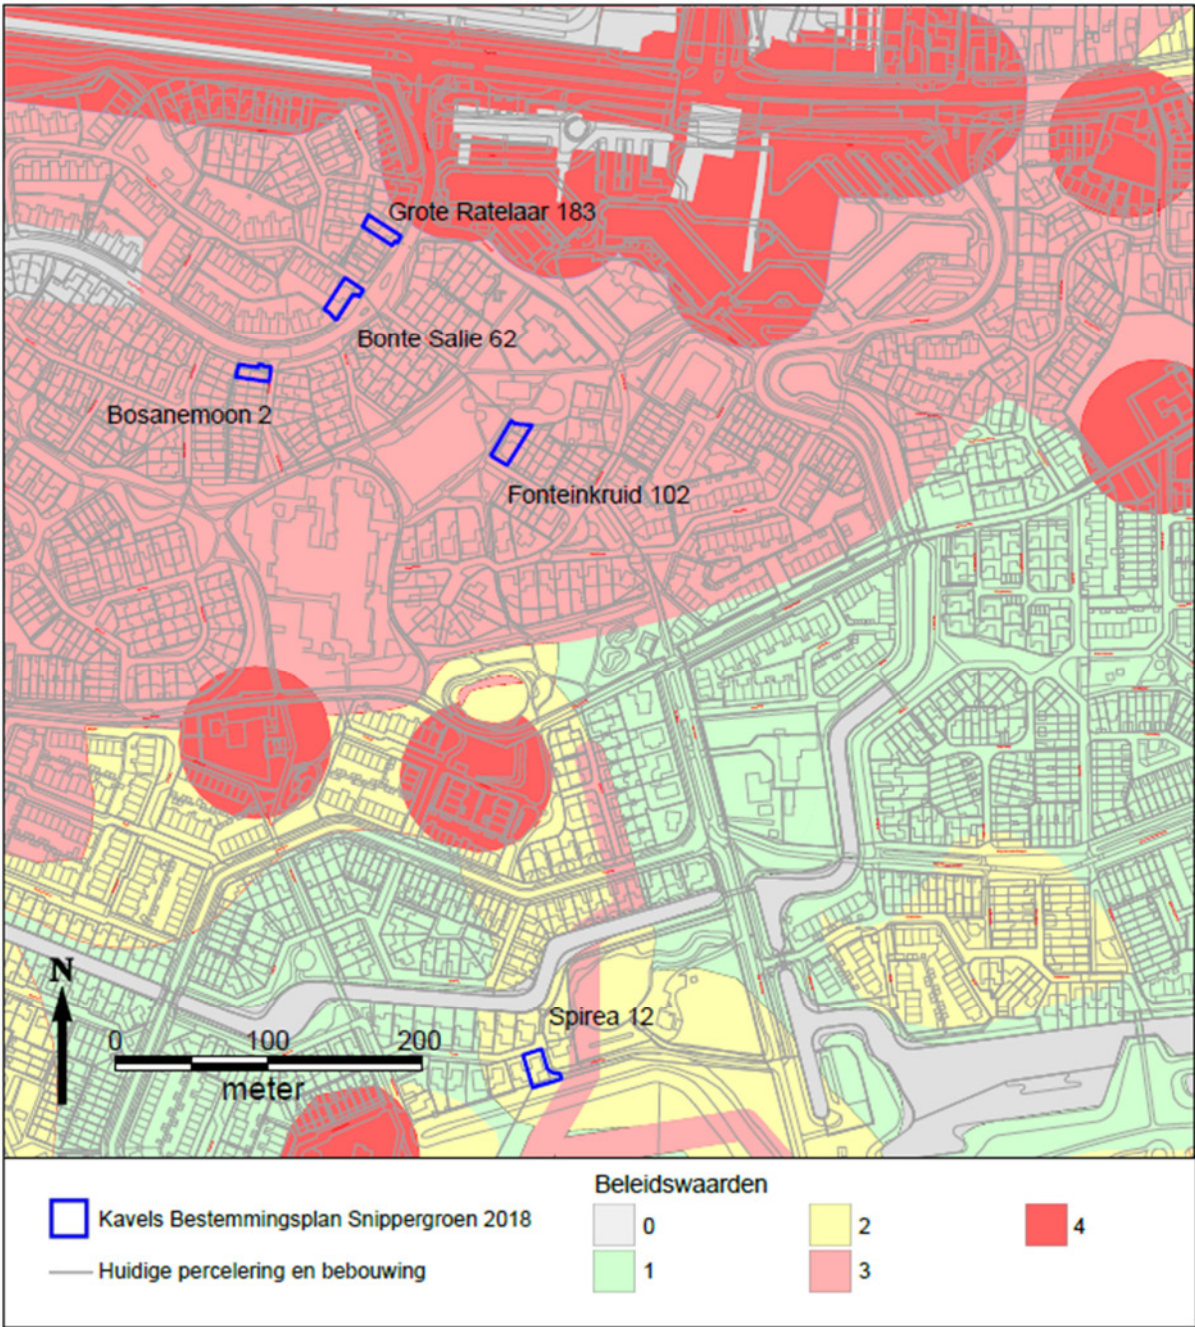 Grote Ratelaar 183
Bonte Salie 62
Bosanemoon 2
Fonteinkruid 102
Spirea 12
N
0 100 200
meter
Beleidswaarden
Kavels Bestemmingsplan Snippergroen 2018
Huidige percelering en bebouwing
0
1
2
3
4